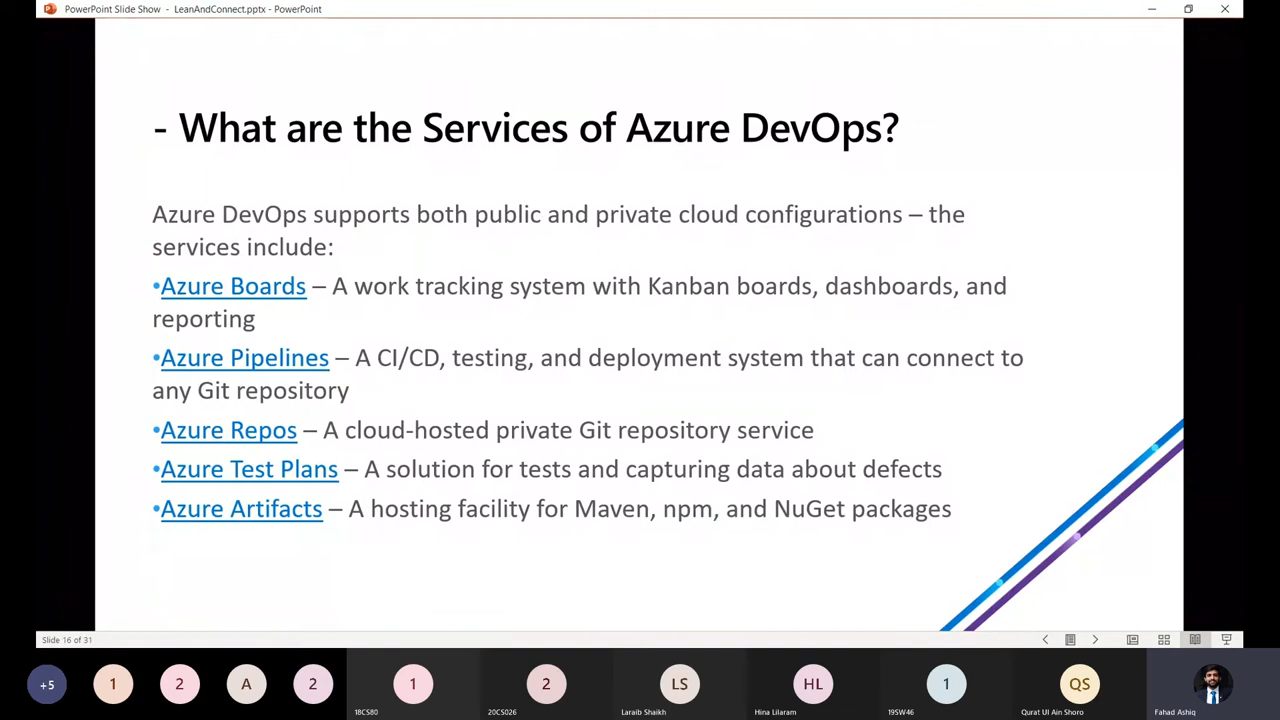 PowerPoint Slide Show - LeanAndConnect.pptx - PowerPoint
- What are the Services of Azure DevOps?
Azure DevOps supports both public and private cloud configurations – the
services include:
•Azure Boards – A work tracking system with Kanban boards, dashboards, and
reporting
•Azure Pipelines – A CI/CD, testing, and deployment system that can connect to
any Git repository
•Azure Repos – A cloud-hosted private Git repository service
•Azure Test Plans – A solution for tests and capturing data about defects
•Azure Artifacts – A hosting facility for Maven, npm, and NuGet packages
Slide 16 of 31
+5 1 2 A 2 1 2 LS HL 1 QS
18CS80 20CS026 Laraib Shaikh Hina Lilaram 19SW46 Qurat Ul Ain Shoro Fahad Ashiq